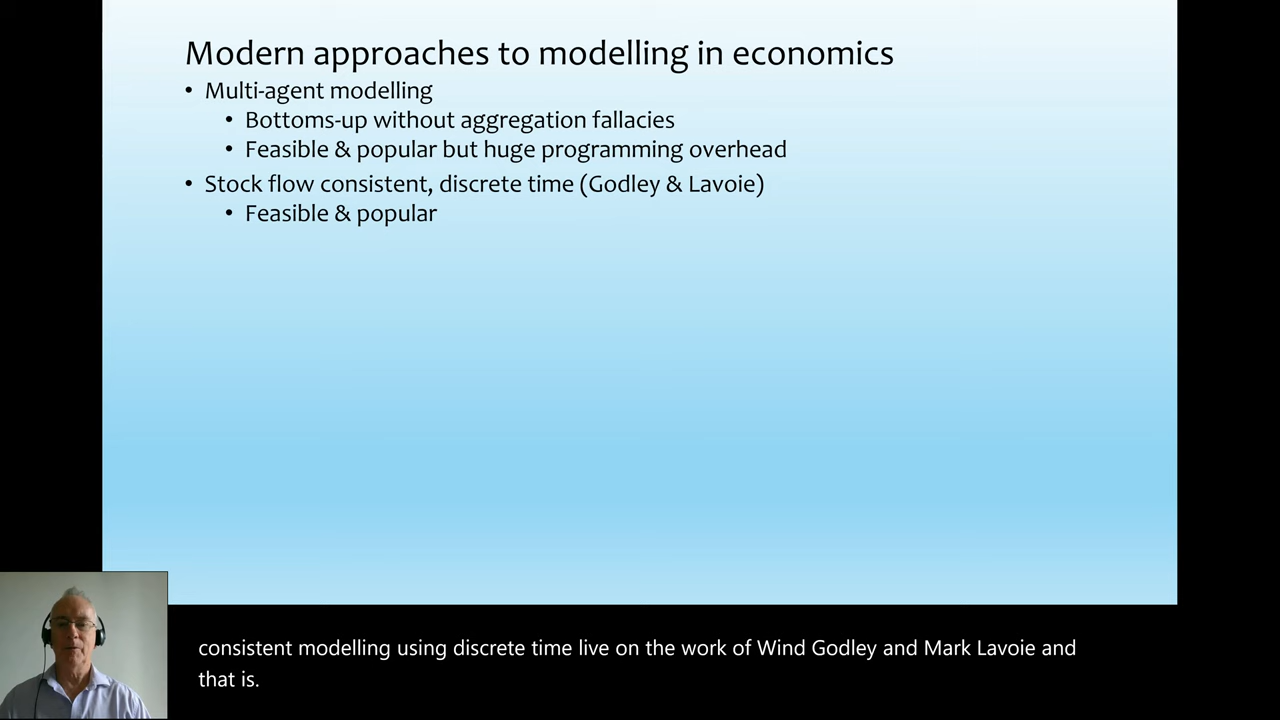 Modern approaches to modelling in economics
• Multi-agent modelling
• Bottoms-up without aggregation fallacies
• Feasible & popular but huge programming overhead
• Stock flow consistent, discrete time (Godley & Lavoie)
• Feasible & popular
consistent modelling using discrete time live on the work of Wind Godley and Mark Lavoie and
that is.